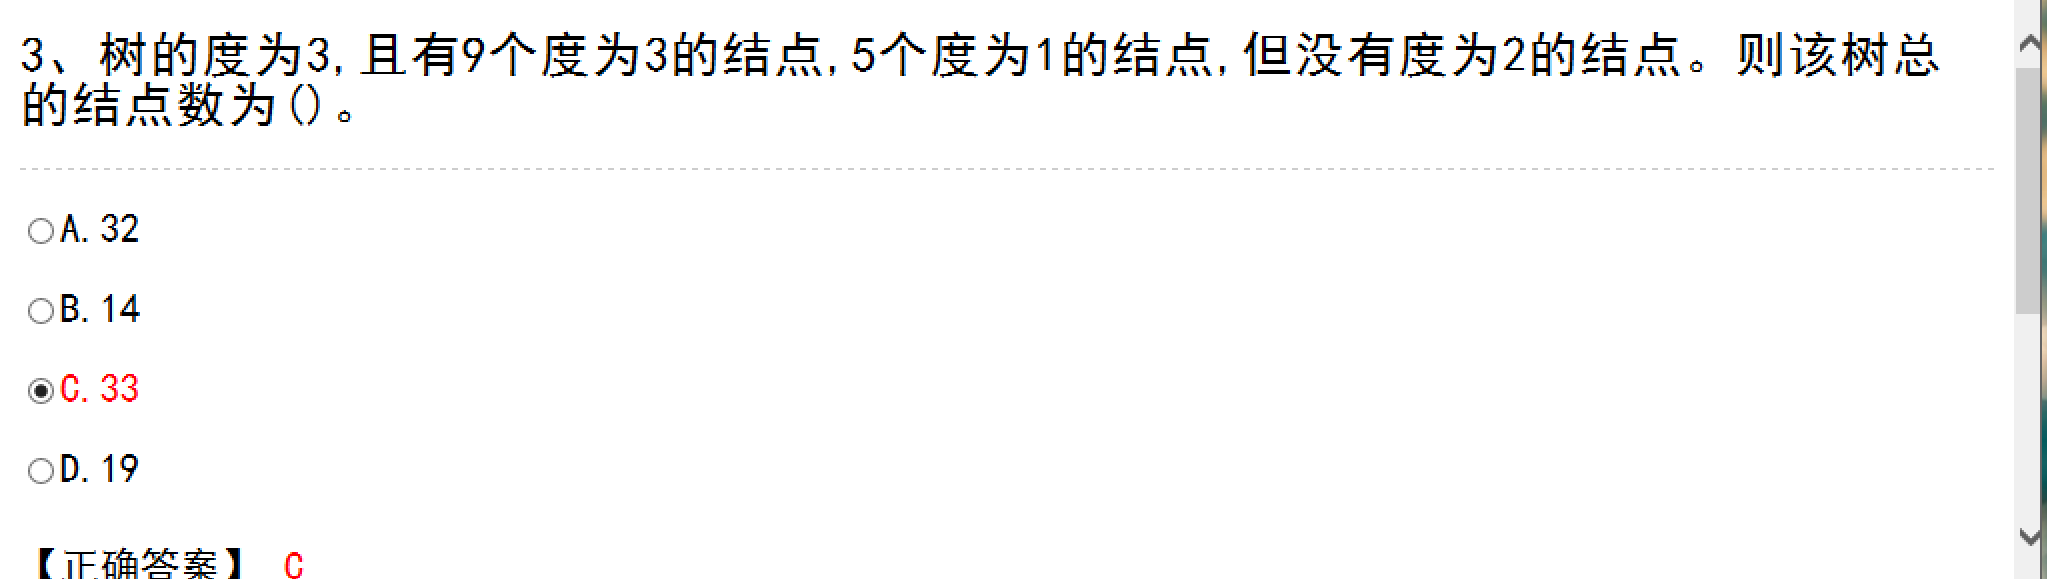 3、树的度为3,且有9个度为3的结点,5个度为1的结点,但没有度为2的结点。则该树总
的结点数为()。
A. 32
B. 14
C. 33
D. 19
【正确答案】 C